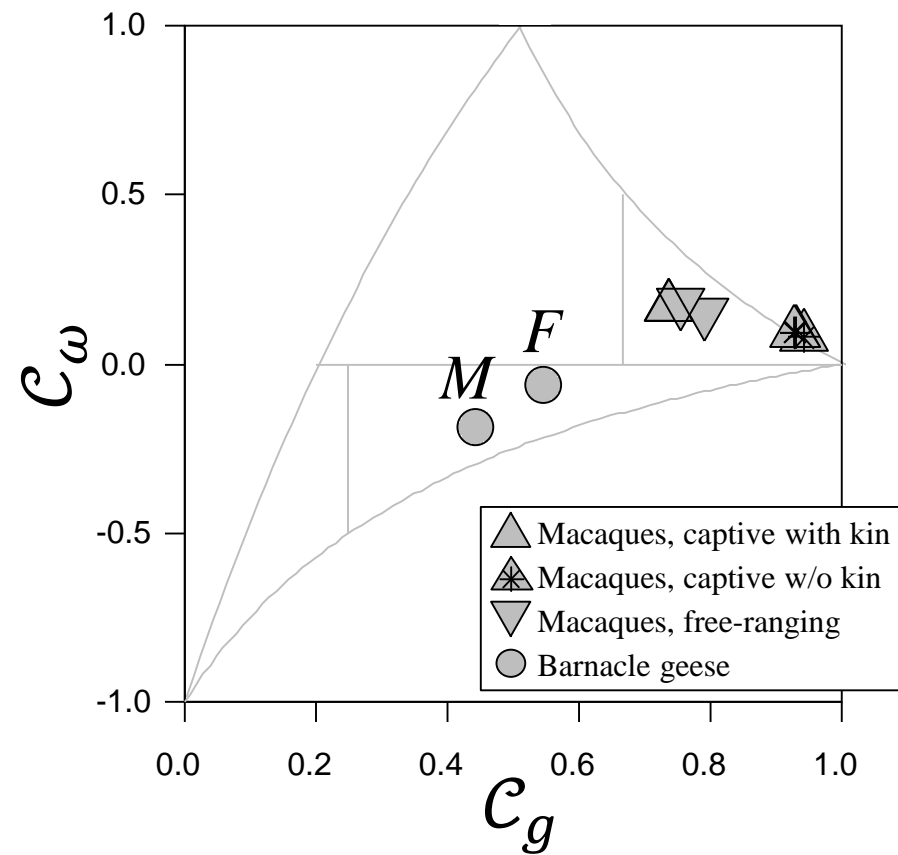 1.0
0.5
0.0
-0.5
-1.0
𝒞ω
F
M
Macaques, captive with kin
Macaques, captive w/o kin
Macaques, free-ranging
Barnacle geese
0.0 0.2 0.4 0.6 0.8 1.0
𝒞g